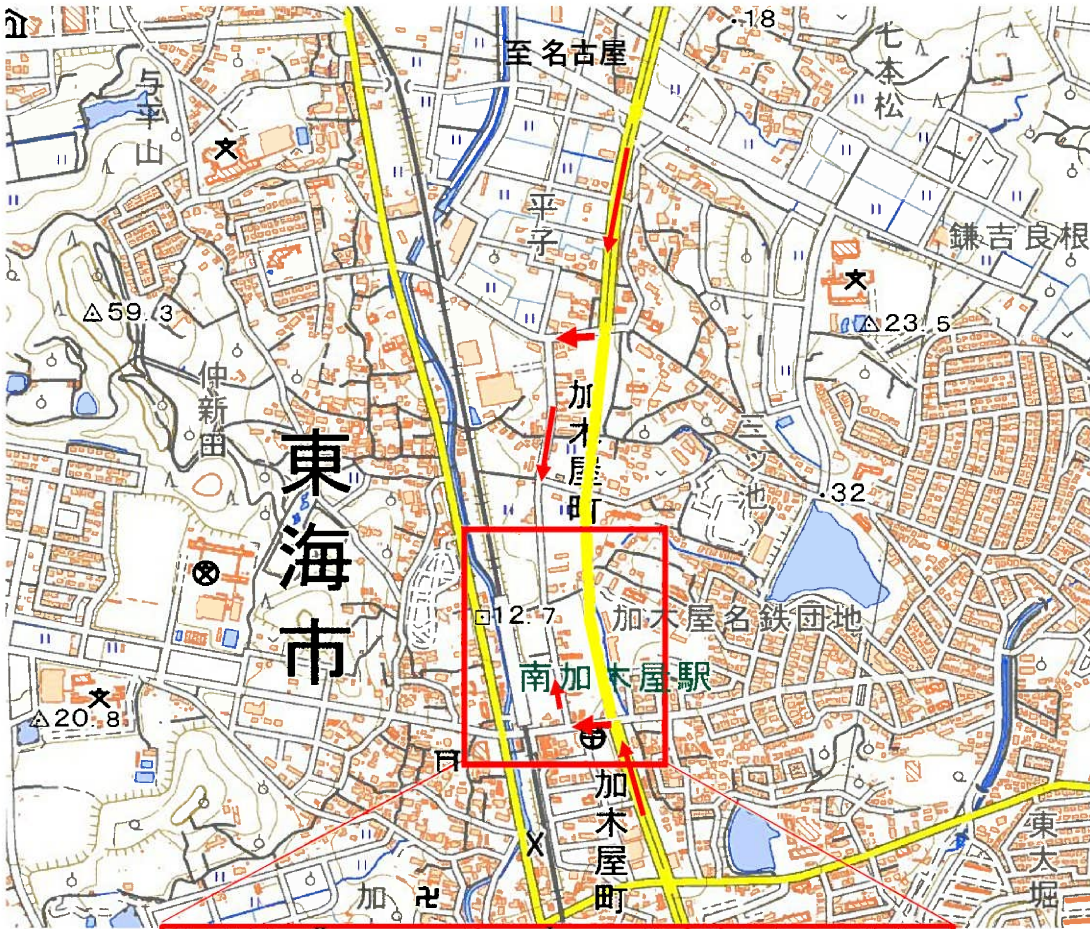 至名古屋
・18
七本松
与平山
平子
鎌吉良根
59.3
23.5
仲新田
加木屋町
三ツ池
・32
東海市
12.7
加木屋名鉄団地
南加木屋駅
20.8
加木屋町
東大堀
加